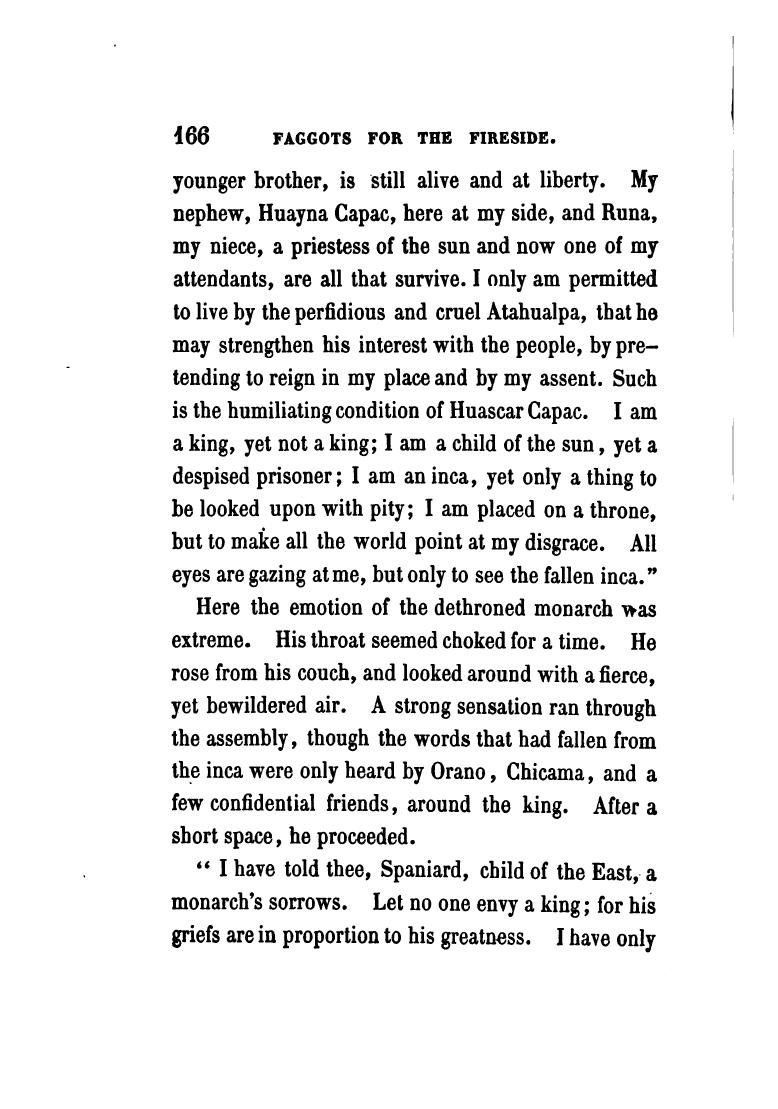 166 FAGGOTS FOR THE FIRESIDE.
younger brother, is still alive and at liberty. My
nephew, Huayna Capac, here at my side, and Runa,
my niece, a priestess of the sun and now one of my
attendants, are all that survive. I only am permitted
to live by the perfidious and cruel Atahualpa, that he
may strengthen his interest with the people, by pre-
tending to reign in my place and by my assent. Such
is the humiliating condition of Huascar Capac. I am
a king, yet not a king; I am a child of the sun, yet a
despised prisoner; I am an inca, yet only a thing to
be looked upon with pity; I am placed on a throne,
but to make all the world point at my disgrace. All
eyes are gazing at me, but only to see the fallen inca."
Here the emotion of the dethroned monarch was
extreme. His throat seemed choked for a time. He
rose from his couch, and looked around with a fierce,
yet bewildered air. A strong sensation ran through
the assembly, though the words that had fallen from
the inca were only heard by Orano, Chicama, and a
few confidential friends, around the king. After a
short space, he proceeded.
" I have told thee, Spaniard, child of the East, a
monarch's sorrows. Let no one envy a king; for his
griefs are in proportion to his greatness. I have only